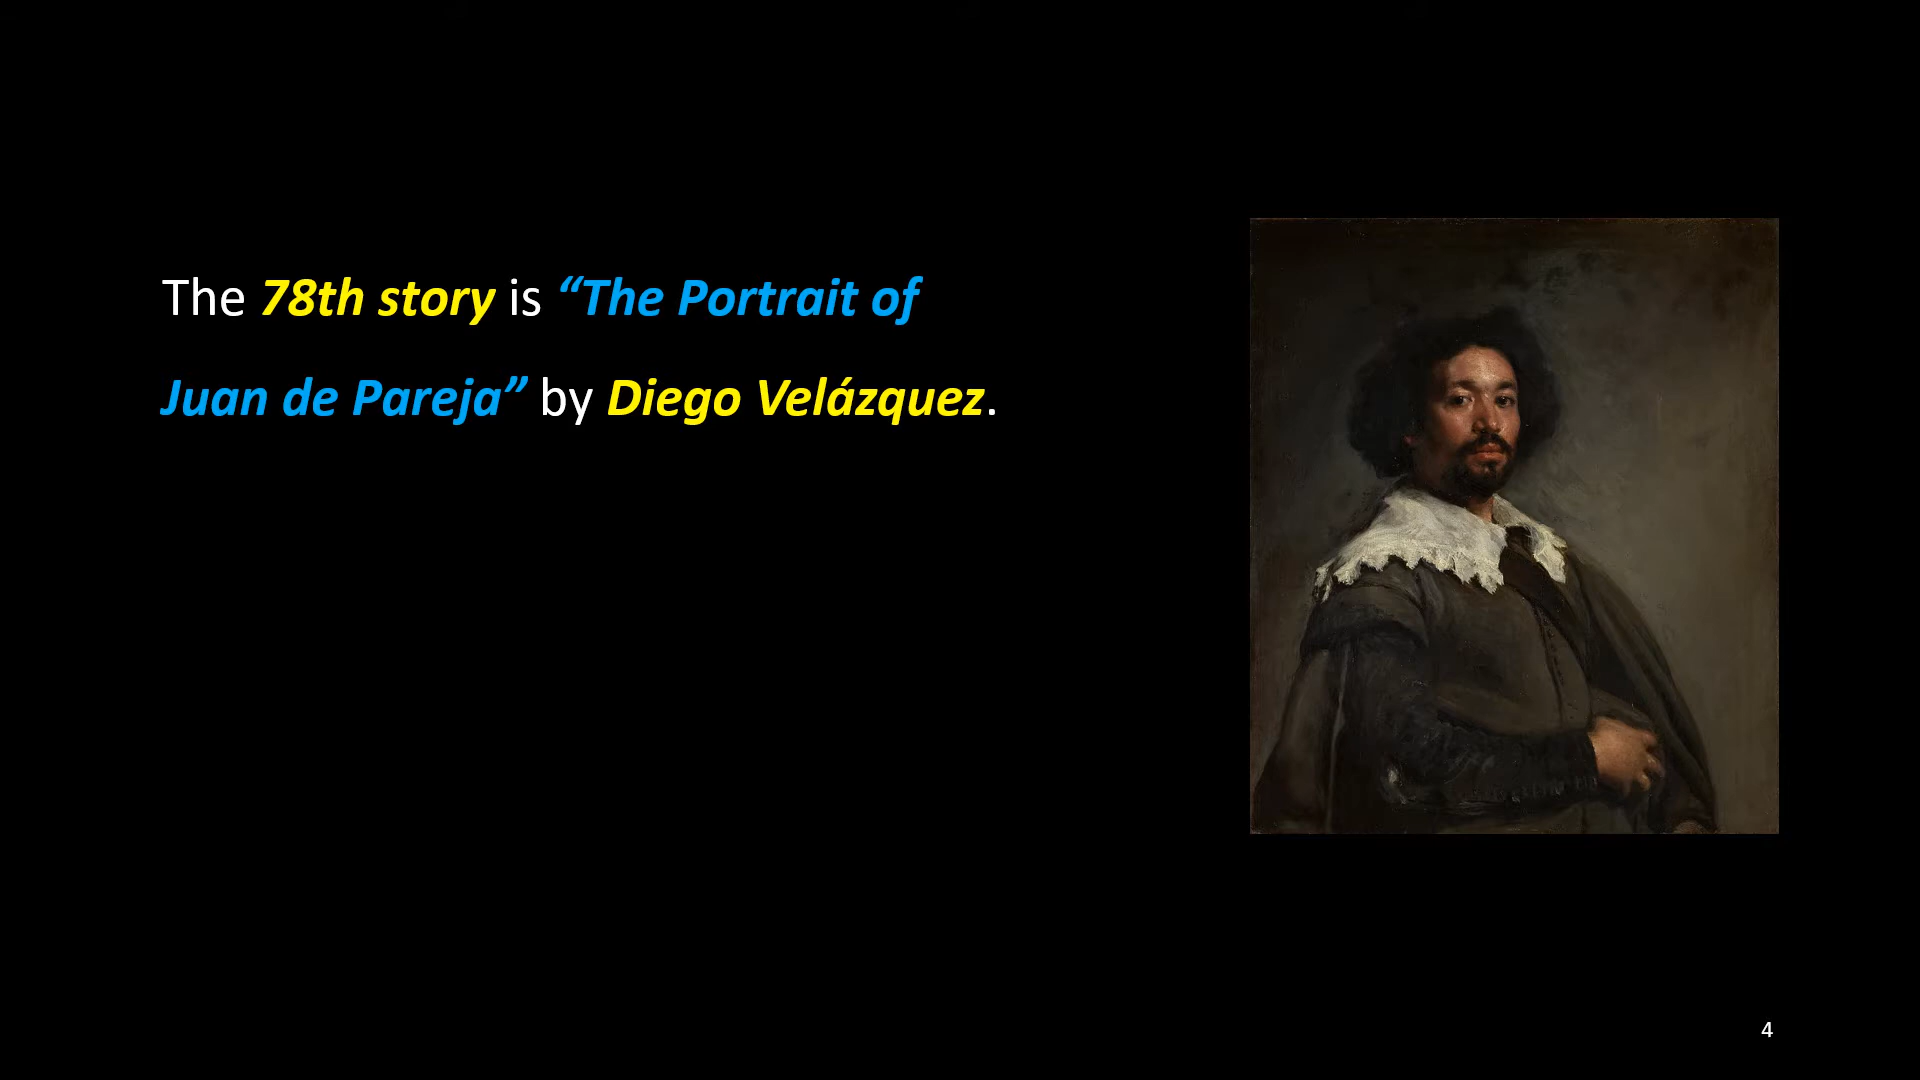 The 78th story is “The Portrait of
Juan de Pareja” by Diego Velázquez.
4